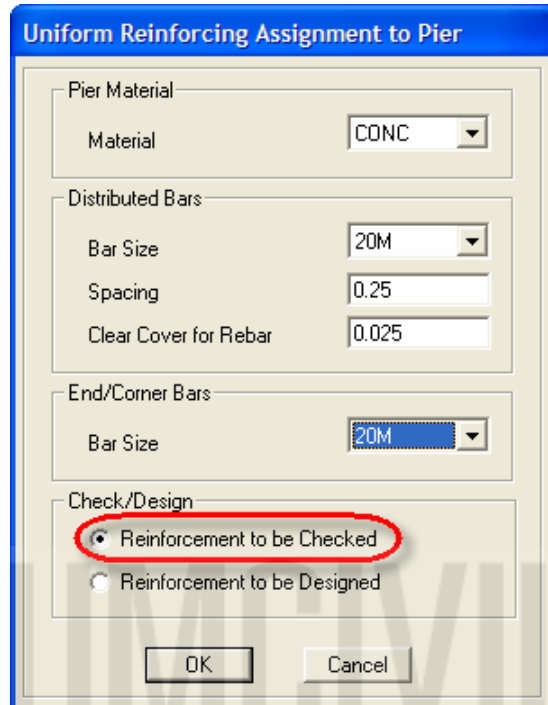 Uniform Reinforcing Assignment to Pier
Pier Material
Material CONC
Distributed Bars
Bar Size 20M
Spacing 0.25
Clear Cover for Rebar 0.025
End/Corner Bars
Bar Size 20M
Check/Design
Reinforcement to be Checked
Reinforcement to be Designed
OK Cancel